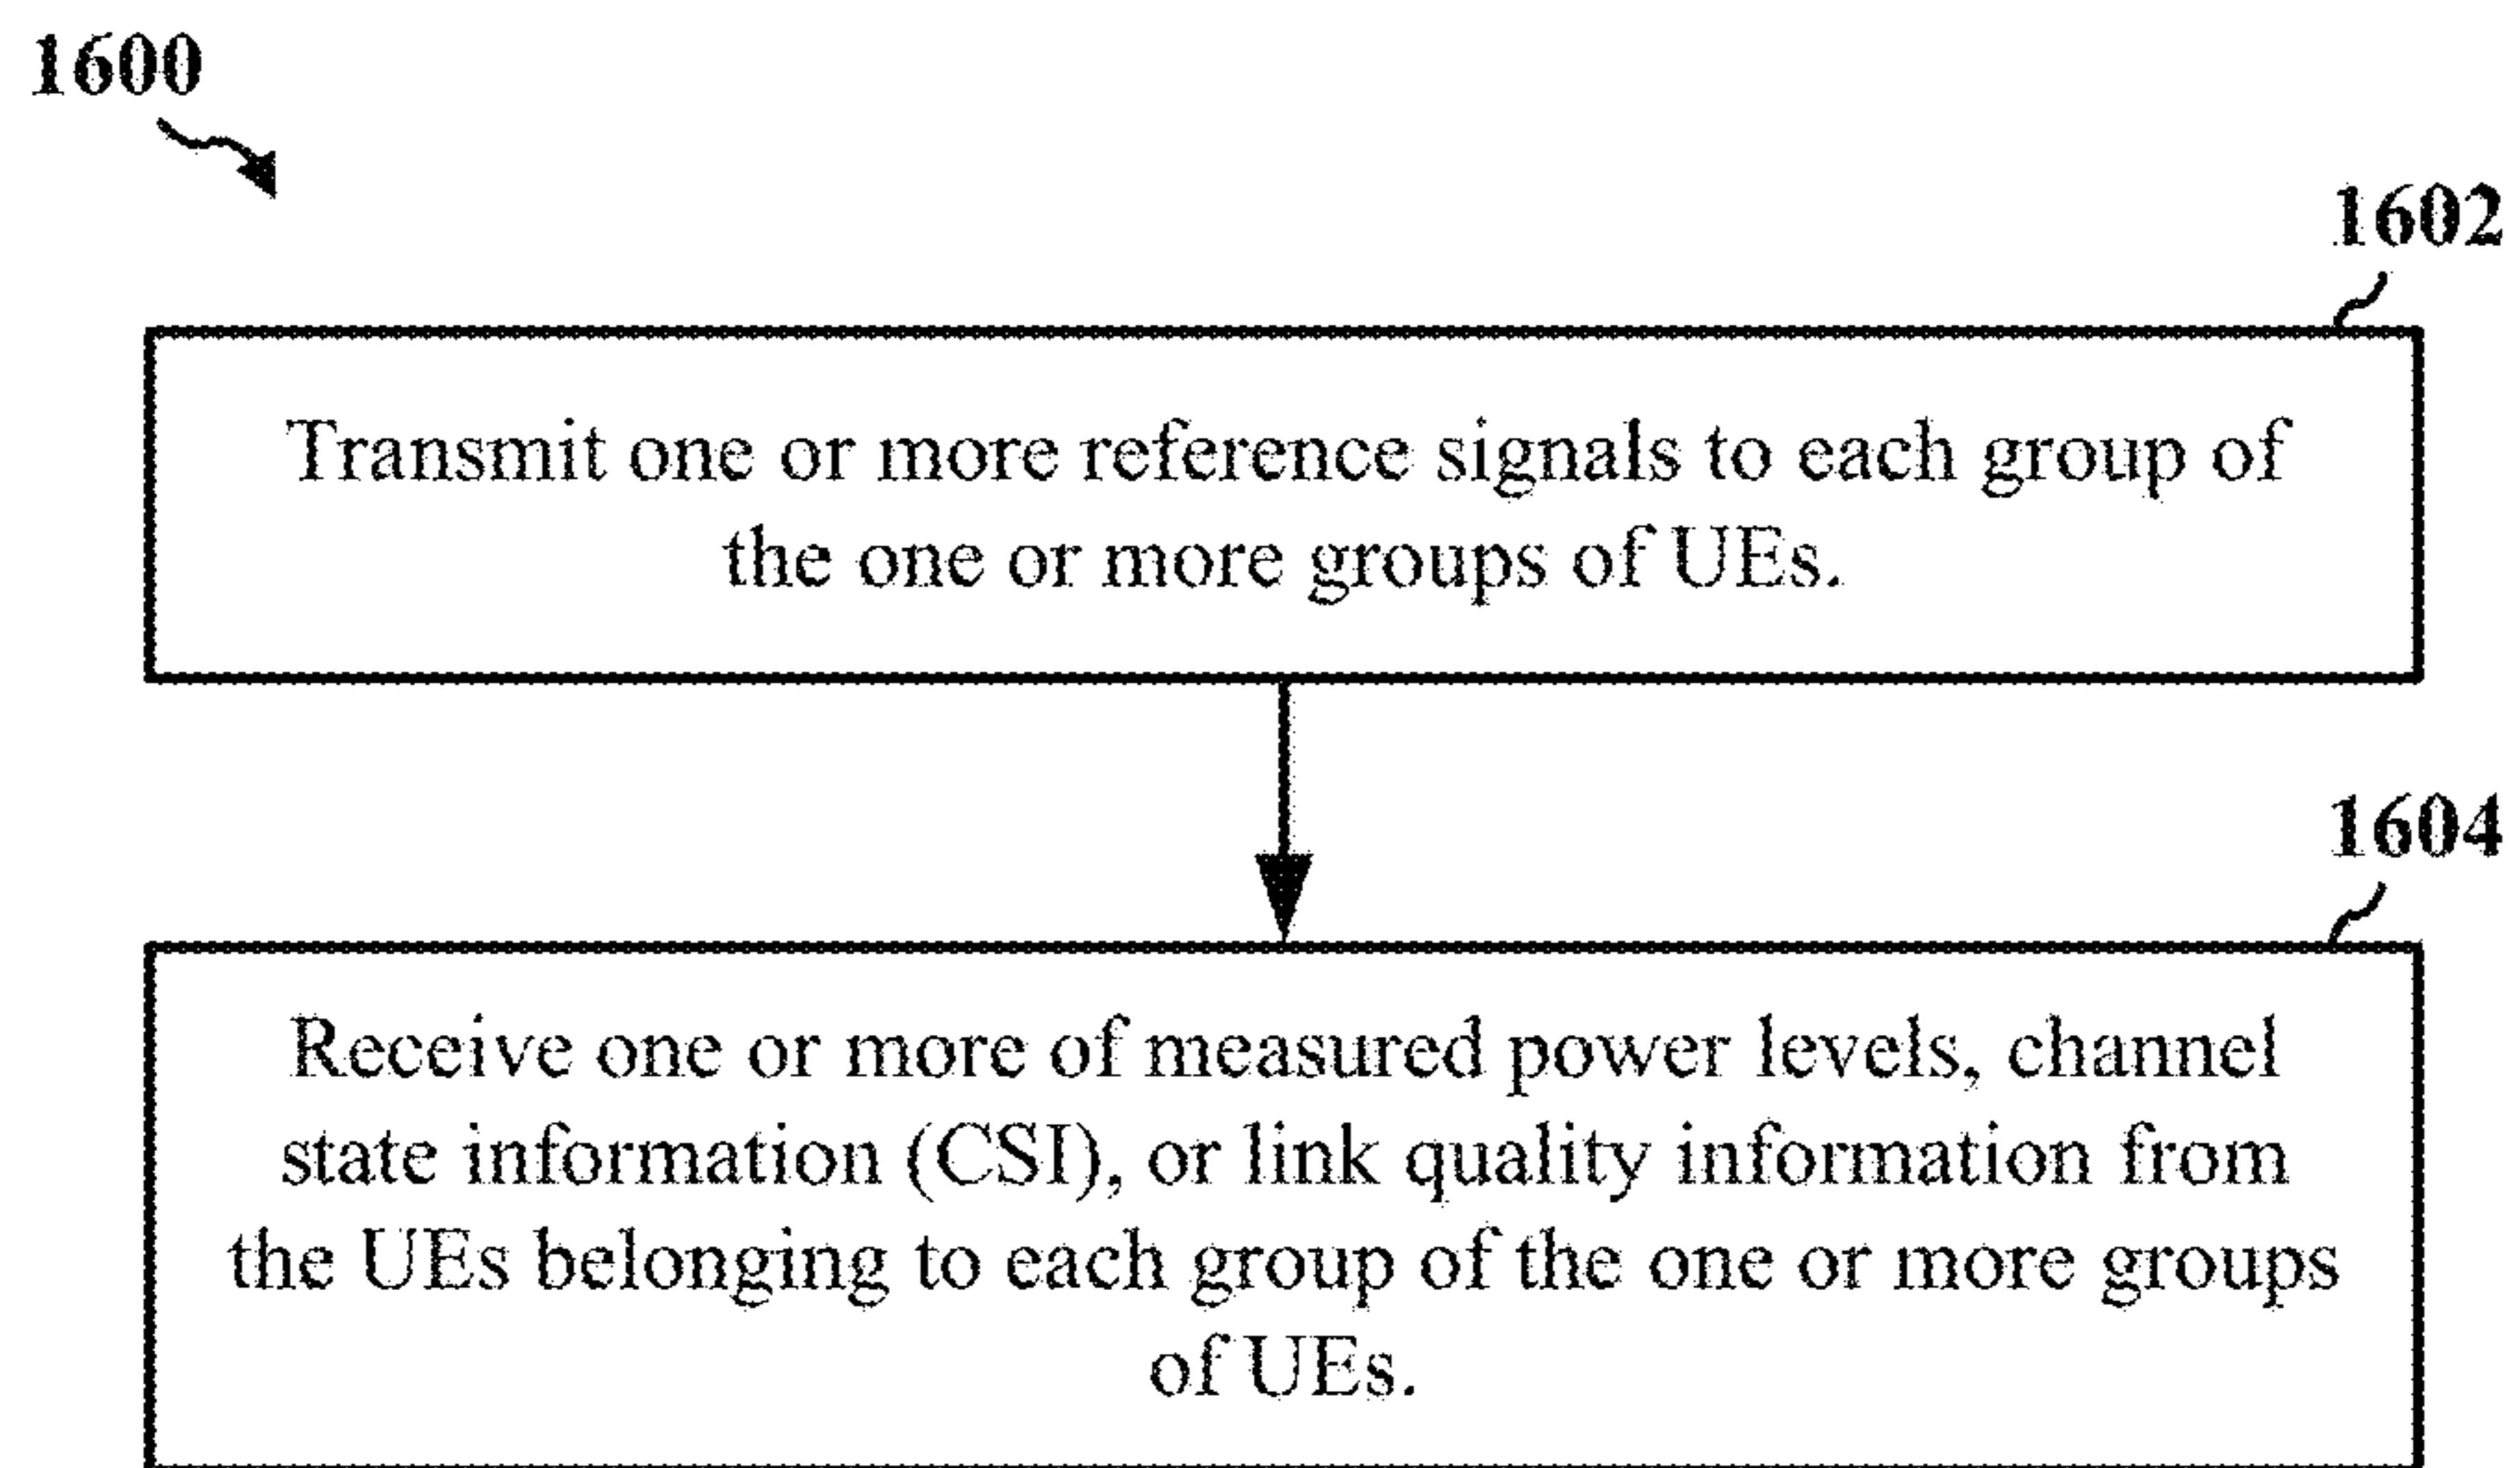 1600
1602
Transmit one or more reference signals to each group of
the one or more groups of UEs.
1604
Receive one or more of measured power levels, channel
state information (CSI), or link quality information from
the UEs belonging to each group of the one or more groups
of UEs.